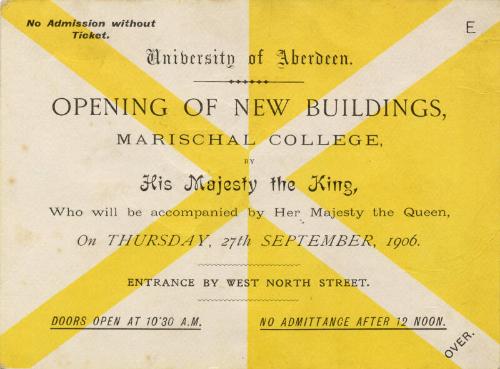 No Admission without
Ticket.
E
University of Aberdeen.
OPENING OF NEW BUILDINGS,
MARISCHAL COLLEGE,
BY
His Majesty the King,
Who will be accompanied by Her Majesty the Queen,
On THURSDAY, 27th SEPTEMBER, 1906.
ENTRANCE BY WEST NORTH STREET.
DOORS OPEN AT 10'30 A.M.
NO ADMITTANCE AFTER 12 NOON.
OVER.